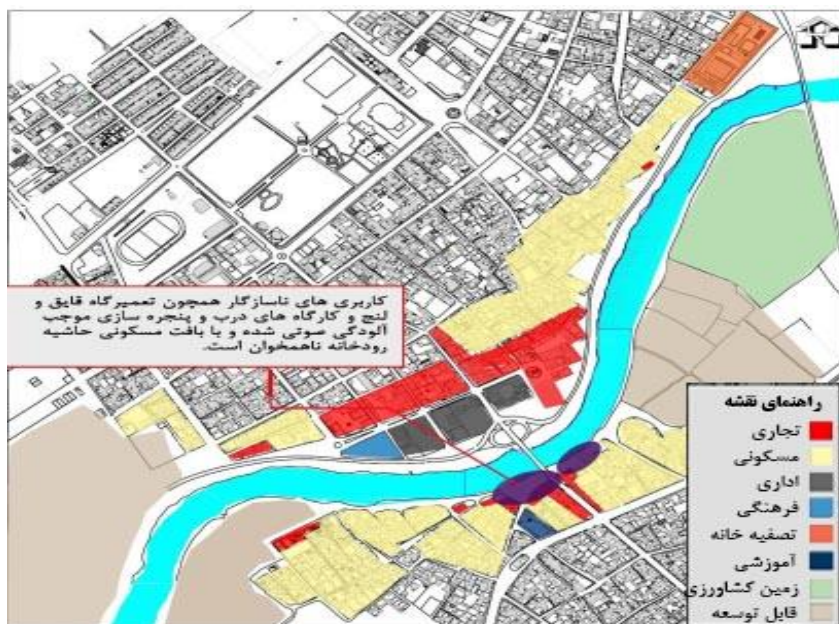 کاربری های ناسازگار همچون تعمیرگاه قایق و
لنج و کارگاه های درب و پنجره سازی موجب
آلودگی صوتی شده و با بافت مسکونی حاشیه
رودخانه ناهمخوان است.
راهنمای نقشه
تجاری
مسکونی
اداری
فرهنگی
تصفیه خانه
آموزشی
زمین کشاورزی
قابل توسعه